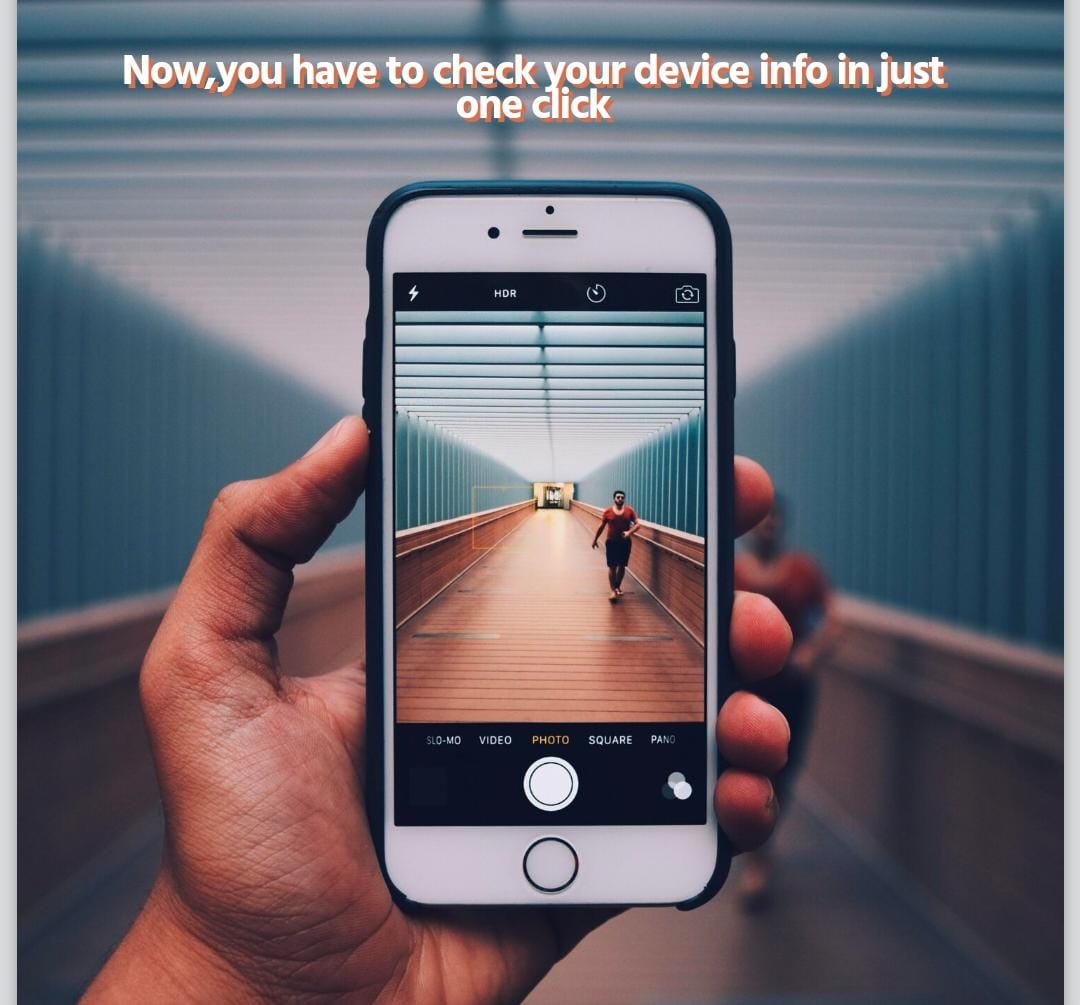 Now,you have to check your device info in just
one click
HDR
SLO-MO VIDEO PHOTO SQUARE PANO